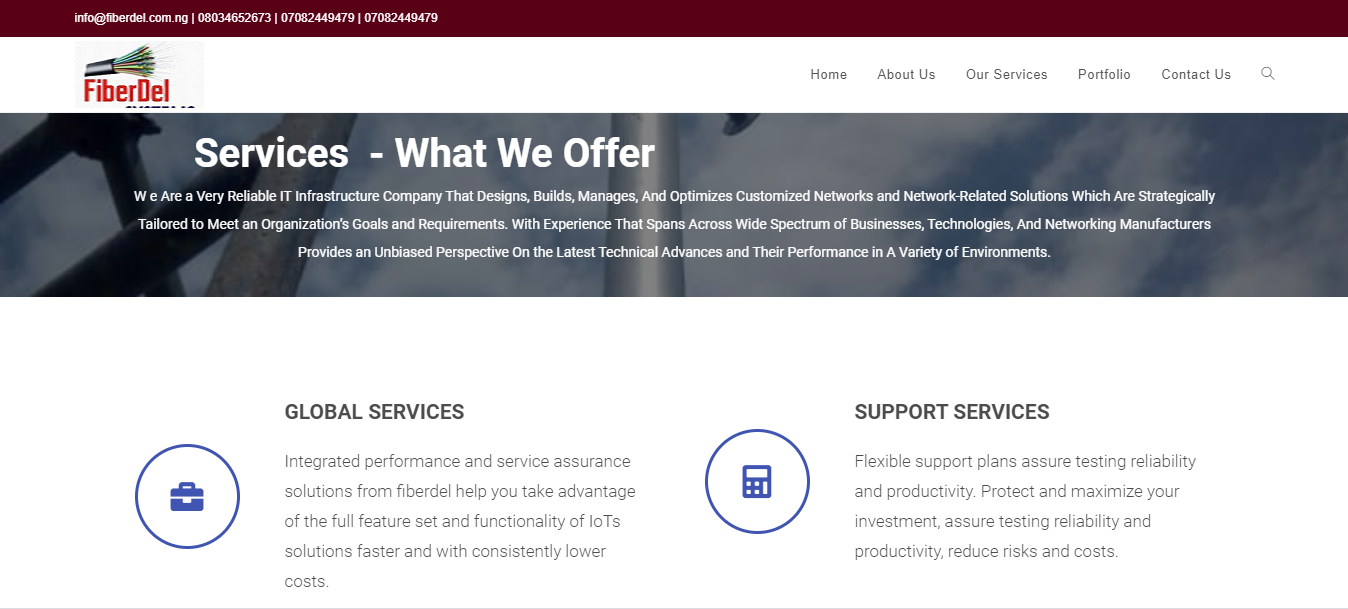 info@fiberdel.com.ng | 08034652673 | 07082449479 | 07082449479
FiberDel
Home About Us Our Services Portfolio Contact Us
Services - What We Offer
W e Are a Very Reliable IT Infrastructure Company That Designs, Builds, Manages, And Optimizes Customized Networks and Network-Related Solutions Which Are Strategically
Tailored to Meet an Organization's Goals and Requirements. With Experience That Spans Across Wide Spectrum of Businesses, Technologies, And Networking Manufacturers
Provides an Unbiased Perspective On the Latest Technical Advances and Their Performance in A Variety of Environments.
GLOBAL SERVICES
Integrated performance and service assurance
solutions from fiberdel help you take advantage
of the full feature set and functionality of IoTs
solutions faster and with consistently lower
costs.
SUPPORT SERVICES
Flexible support plans assure testing reliability
and productivity. Protect and maximize your
investment, assure testing reliability and
productivity, reduce risks and costs.